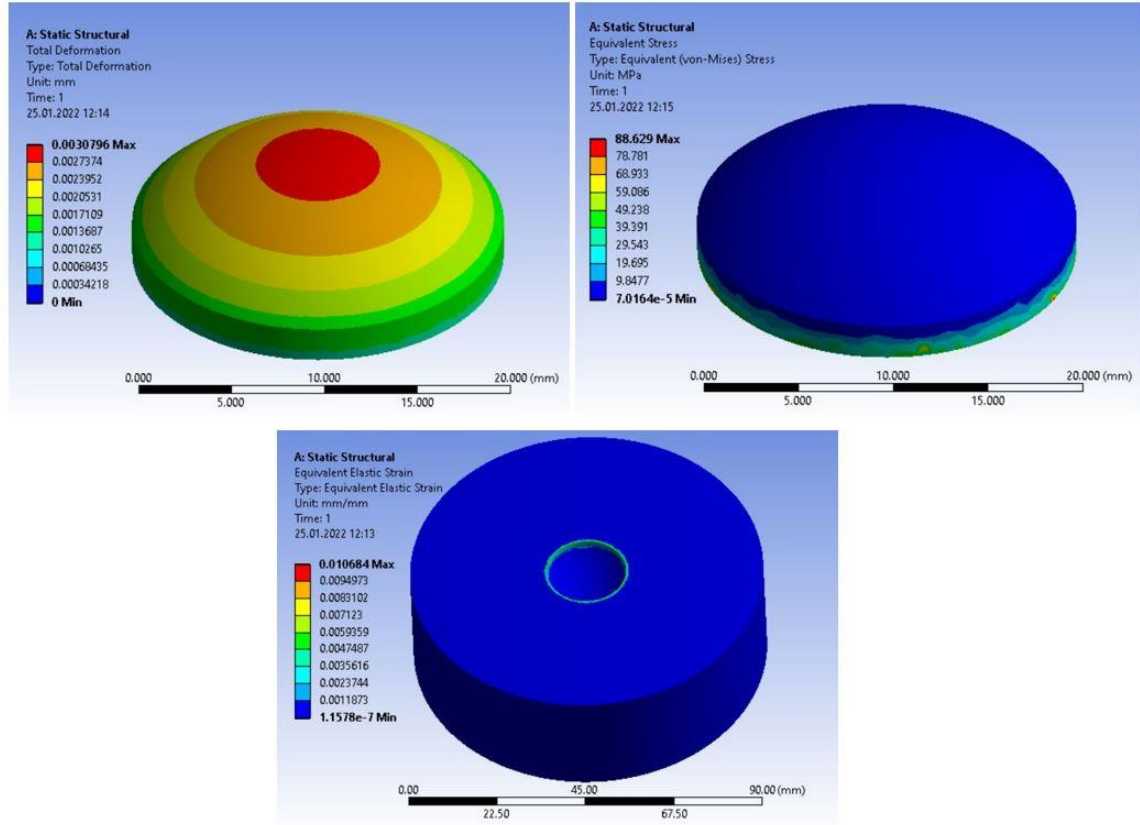 A: Static Structural
Total Deformation
Type: Total Deformation
Unit: mm
Time: 1
25.01.2022 12:14
0.0030796 Max
0.0027374
0.0023952
0.0020531
0.0017109
0.0013687
0.0010265
0.00068435
0.00034218
0 Min
0.000 10.000 20.000 (mm)
5.000 15.000
A: Static Structural
Equivalent Stress
Type: Equivalent (von-Mises) Stress
Unit: MPa
Time: 1
25.01.2022 12:15
88.629 Max
78.781
68.933
59.086
49.238
39.391
29.543
19.695
9.8477
7.0164e-5 Min
0.000 10.000 20.000 (mm)
5.000 15.000
A: Static Structural
Equivalent Elastic Strain
Type: Equivalent Elastic Strain
Unit: mm/mm
Time: 1
25.01.2022 12:13
0.010684 Max
0.0094973
0.0083102
0.007123
0.0059359
0.0047487
0.0035616
0.0023744
0.0011873
1.1578e-7 Min
0.00 45.00 90.00 (mm)
22.50 67.50